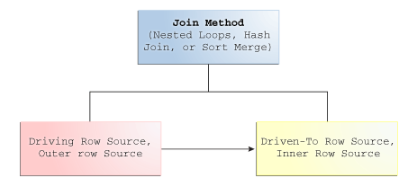 Join Method
(Nested Loops, Hash
Join, or Sort Merge)
Driving Row Source,
Outer row Source
Driven-To Row Source,
Inner Row Source